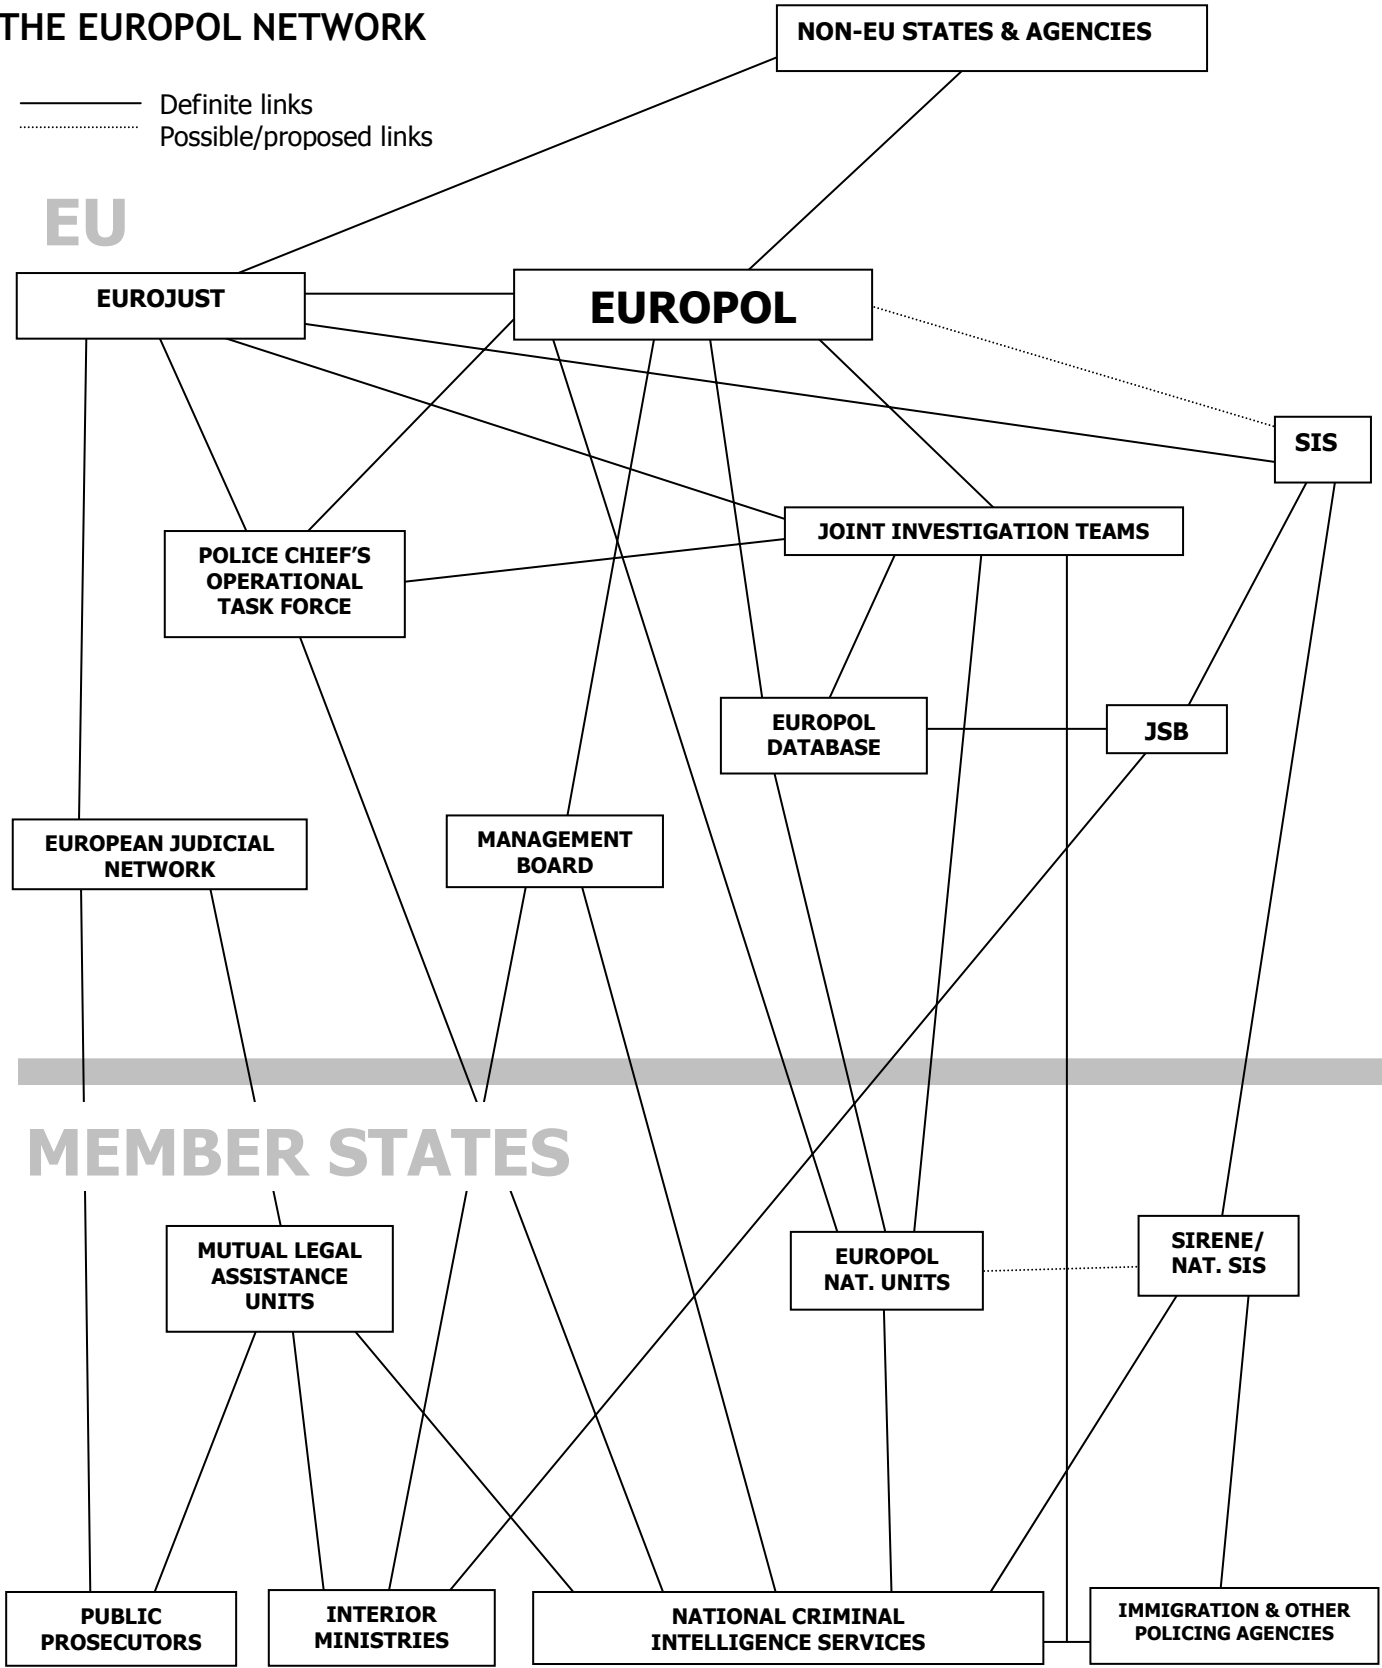 THE EUROPOL NETWORK
NON-EU STATES & AGENCIES
Definite links
Possible/proposed links
EU
EUROJUST
EUROPOL
SIS
JOINT INVESTIGATION TEAMS
POLICE CHIEF’S
OPERATIONAL
TASK FORCE
EUROPOL
DATABASE
JSB
EUROPEAN JUDICIAL
NETWORK
MANAGEMENT
BOARD
MEMBER STATES
MUTUAL LEGAL
ASSISTANCE
UNITS
EUROPOL
NAT. UNITS
SIRENE/
NAT. SIS
PUBLIC
PROSECUTORS
INTERIOR
MINISTRIES
NATIONAL CRIMINAL
INTELLIGENCE SERVICES
IMMIGRATION & OTHER
POLICING AGENCIES